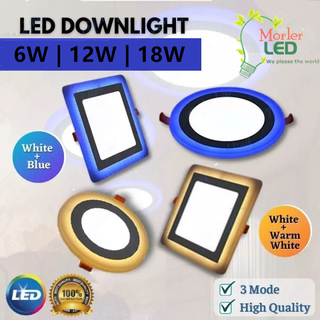 LED DOWNLIGHT
6W | 12W | 18W
Morler
LED
We please the world
White
+
Blue
White
+
Warm
White
LED
100%
3 Mode
High Quality